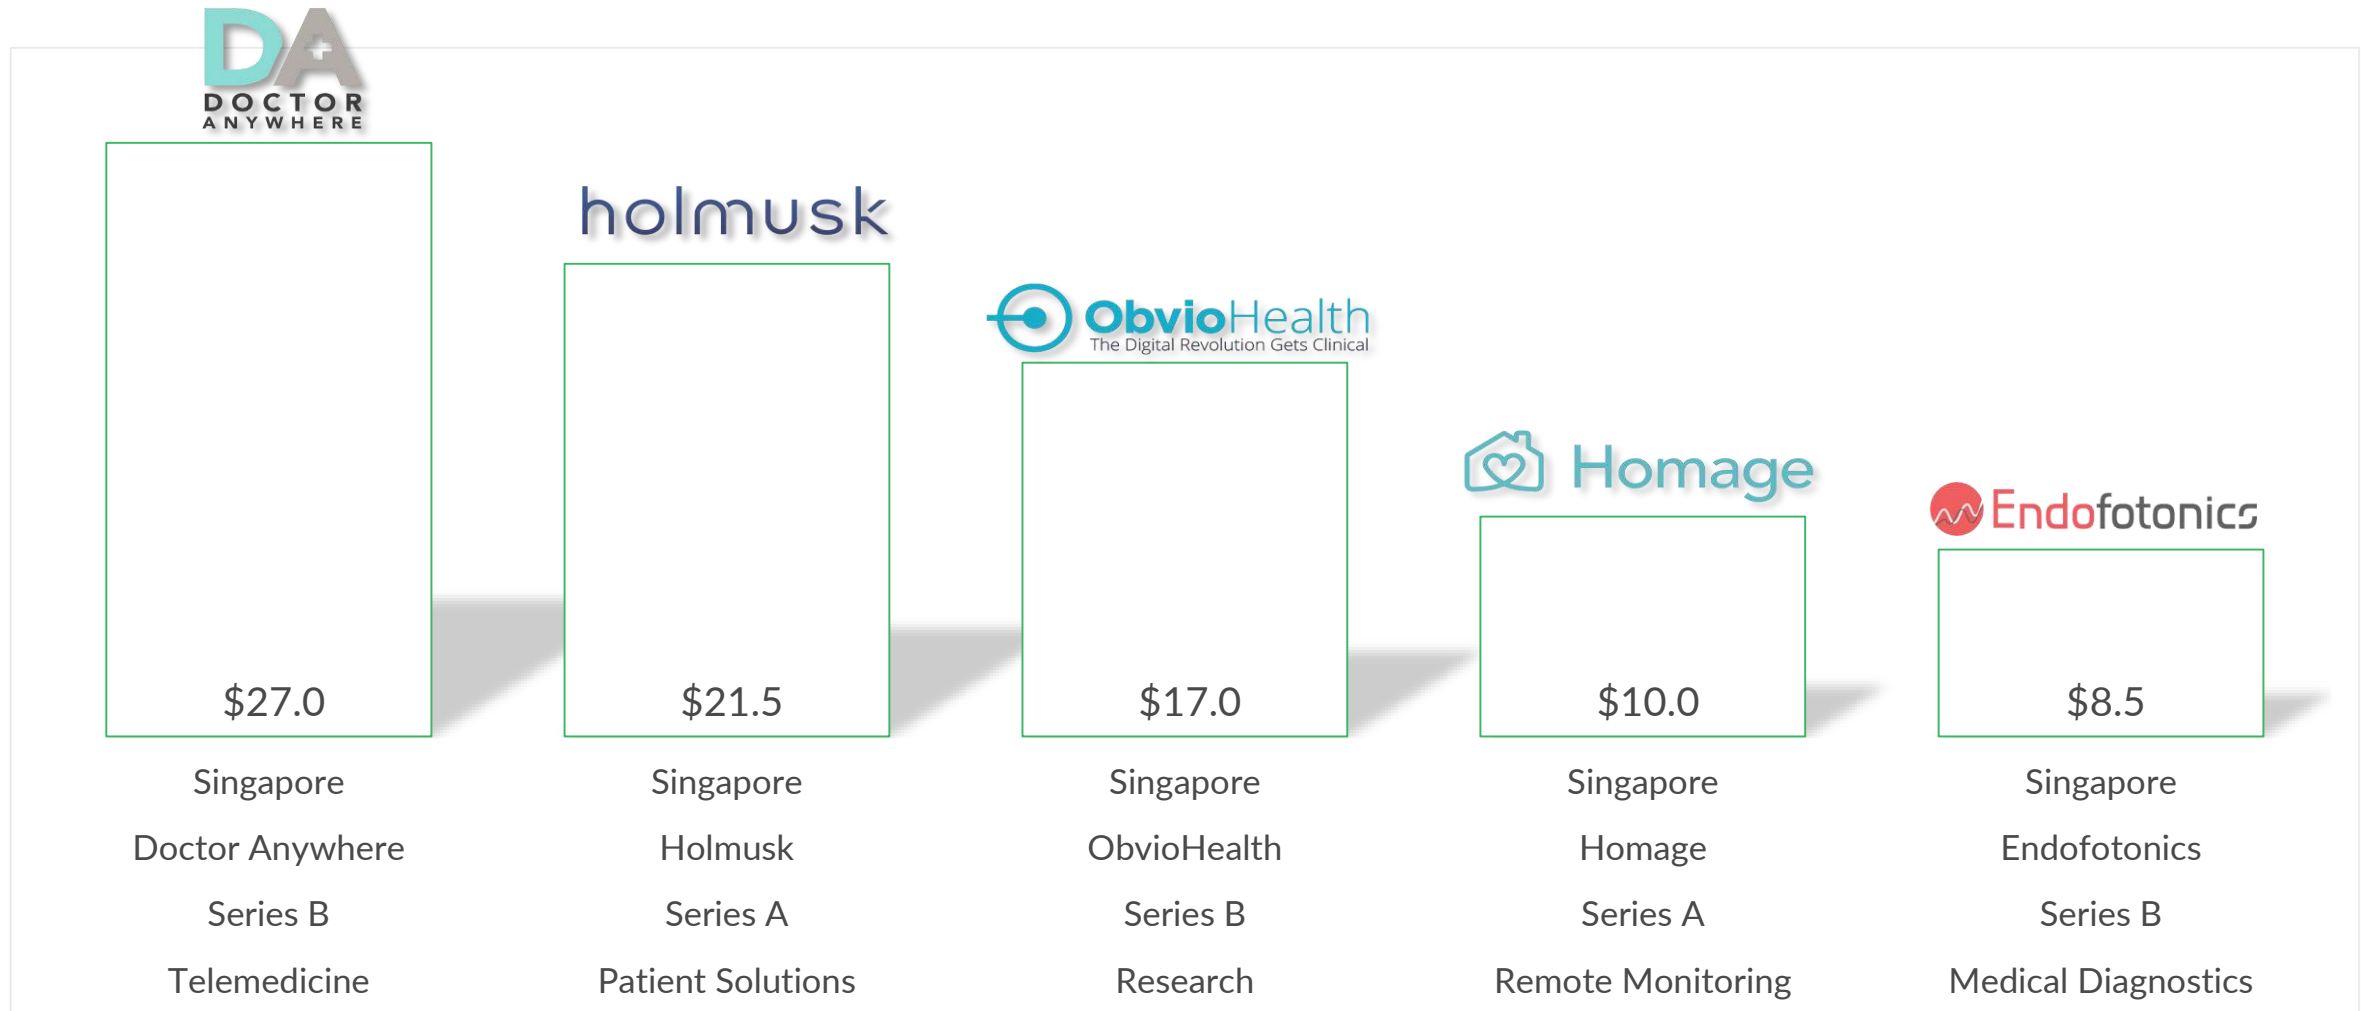 DA
DOCTOR
ANYWHERE
holmusk
ObvioHealth
The Digital Revolution Gets Clinical
Homage
Endofotonics
$27.0
$21.5
$17.0
$10.0
$8.5
Singapore
Singapore
Singapore
Singapore
Singapore
Doctor Anywhere
Holmusk
ObvioHealth
Homage
Endofotonics
Series B
Series A
Series B
Series A
Series B
Telemedicine
Patient Solutions
Research
Remote Monitoring
Medical Diagnostics